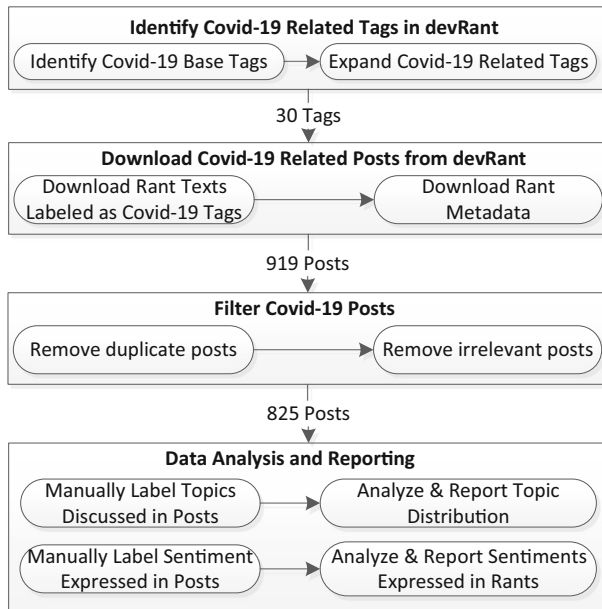 Identify Covid-19 Related Tags in devRant
Identify Covid-19 Base Tags
Expand Covid-19 Related Tags
30 Tags
Download Covid-19 Related Posts from devRant
Download Rant Texts
Labeled as Covid-19 Tags
Download Rant
Metadata
919 Posts
Filter Covid-19 Posts
Remove duplicate posts
Remove irrelevant posts
825 Posts
Data Analysis and Reporting
Manually Label Topics
Discussed in Posts
Analyze & Report Topic
Distribution
Manually Label Sentiment
Expressed in Posts
Analyze & Report Sentiments
Expressed in Rants